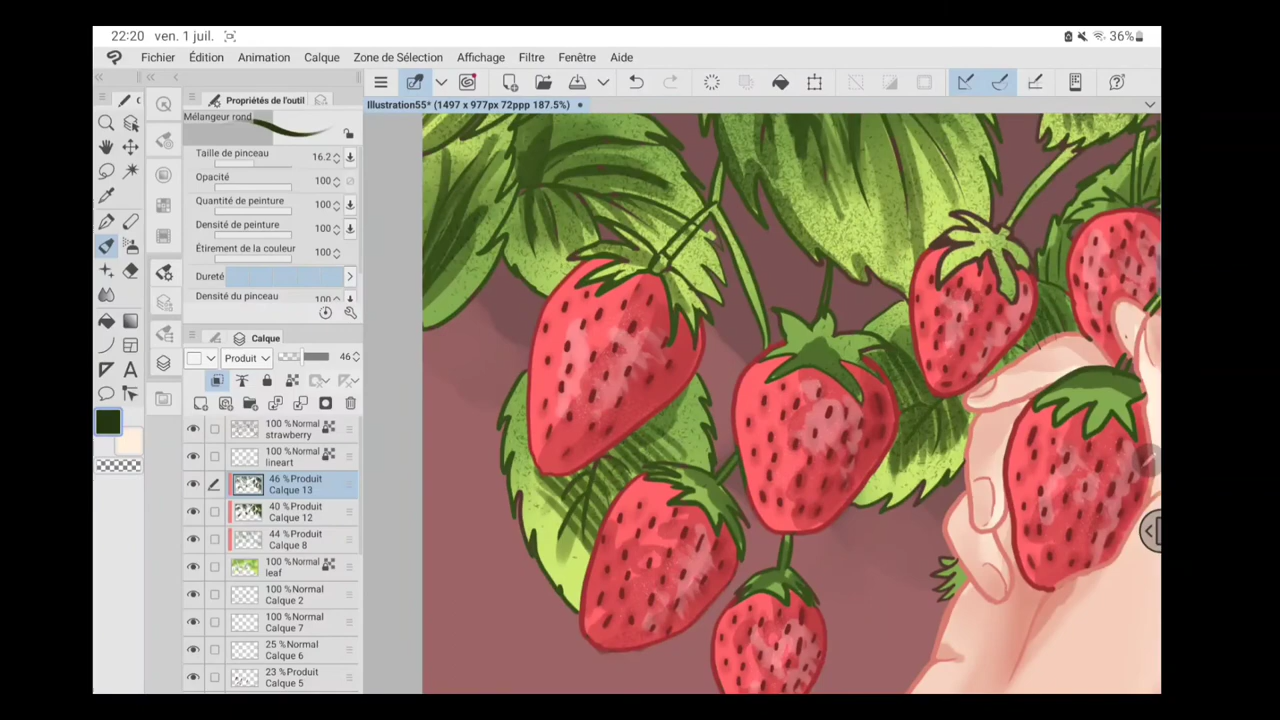 22:20 ven. 1 juil. 36%
Fichier Édition Animation Calque Zone de Sélection Affichage Filtre Fenêtre Aide
Propriétés de l'outil
Illustration55* (1497 x 977px 72ppp 187.5%)
Mélangeur rond
Taille de pinceau 16.2
Opacité 100
Quantité de peinture 100
Densité de peinture 100
Étirement de la couleur 100
Dureté
Densité du pinceau 100
Calque
Produit 46
100 %Normal
strawberry
100 %Normal
lineart
46 %Produit
Calque 13
40 %Produit
Calque 12
44 %Produit
Calque 8
100 %Normal
leaf
100 %Normal
Calque 2
100 %Normal
Calque 7
25 %Normal
Calque 6
23 %Produit
Calque 5